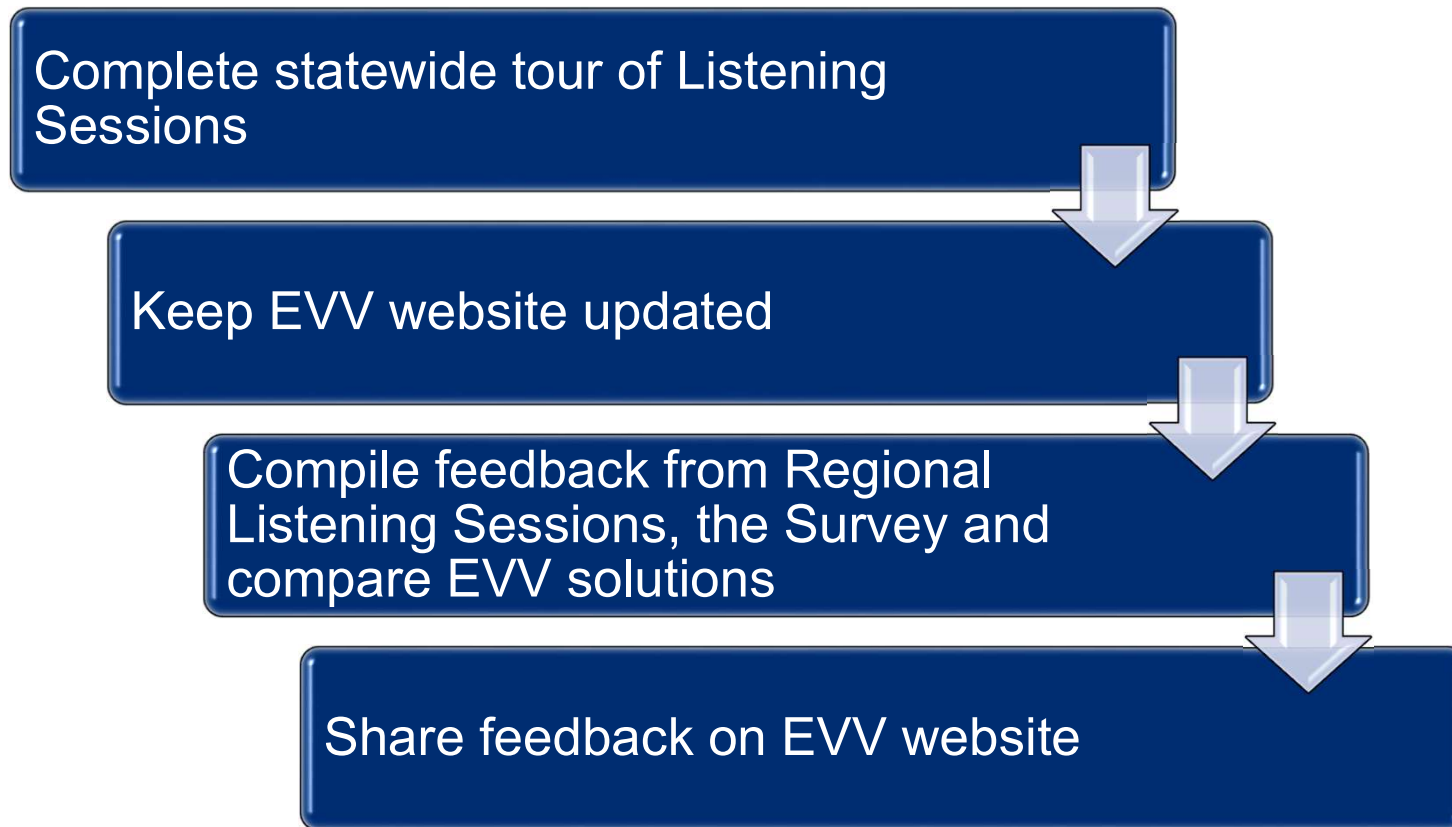 Complete statewide tour of Listening
Sessions
Keep EVV website updated
Compile feedback from Regional
Listening Sessions, the Survey and
compare EVV solutions
Share feedback on EVV website